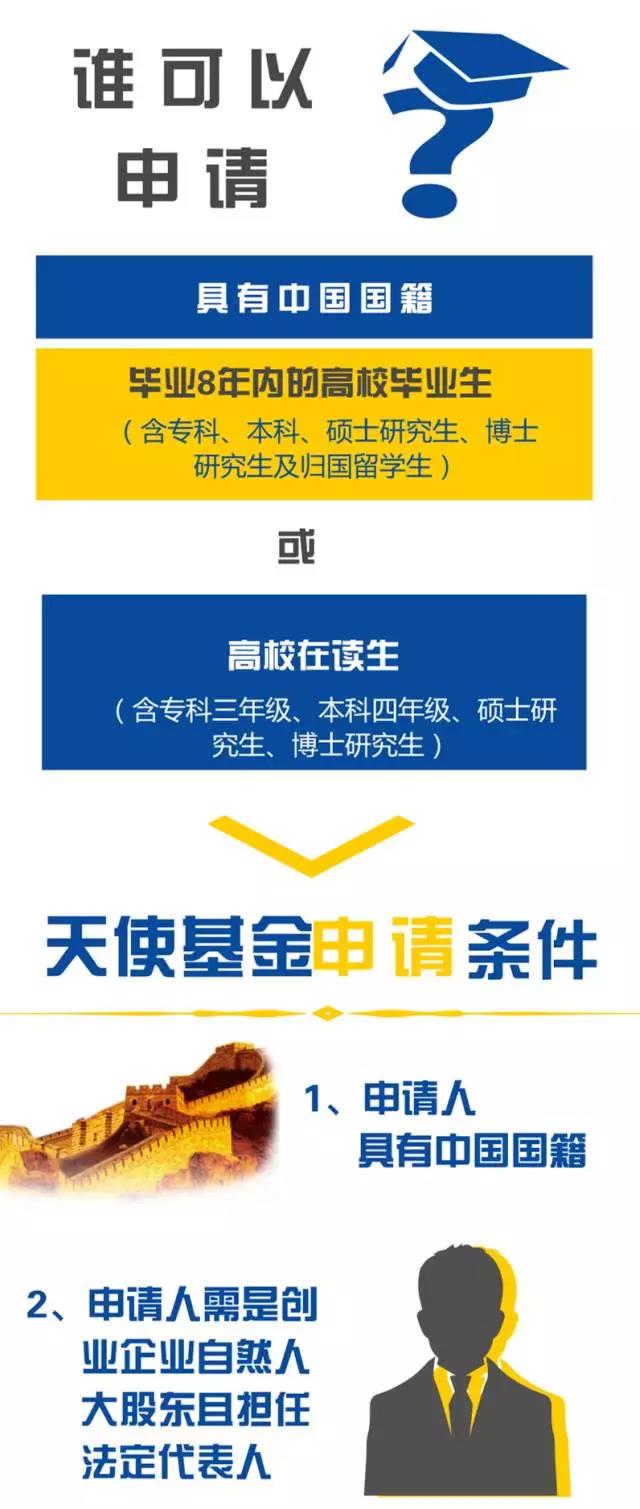 谁可以
申请
具有中国国籍
毕业8年内的高校毕业生
（含专科、本科、硕士研究生、博士
研究生及归国留学生）
或
高校在读生
（含专科三年级、本科四年级、硕士研
究生、博士研究生）
天使基金申请条件
1、申请人
具有中国国籍
2、申请人需是创
业企业自然人
大股东且担任
法定代表人